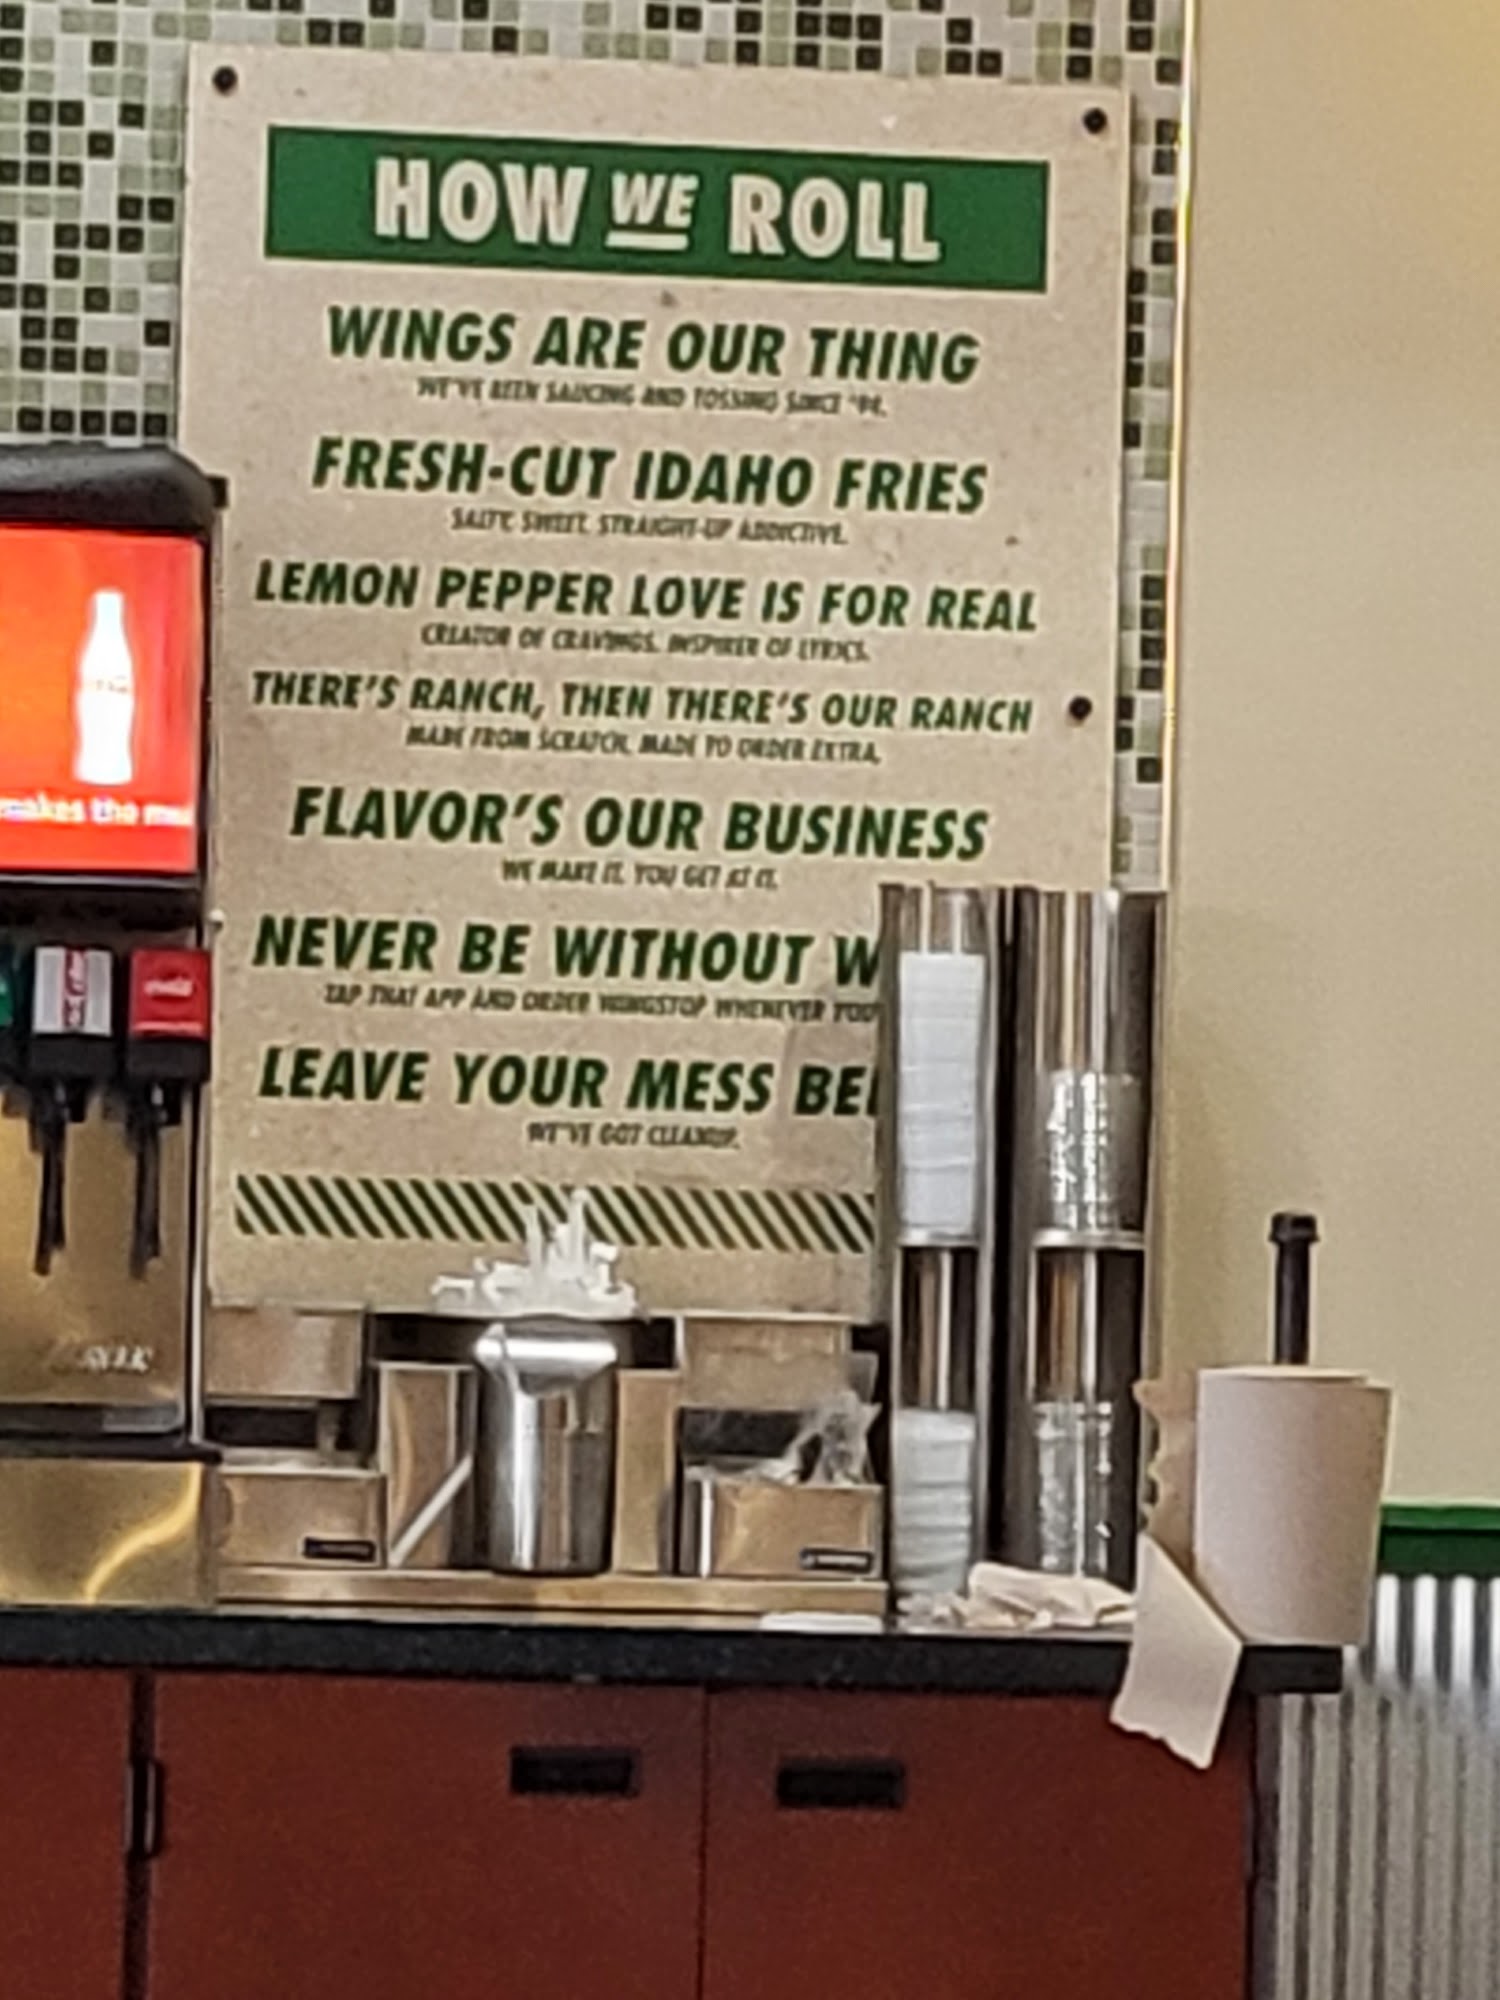 HOW WE ROLL
WINGS ARE OUR THING
WE'VE BEEN SAUCING AND TOSSING SINCE '94.
FRESH-CUT IDAHO FRIES
SALTY. SWEET. STRAIGHT-UP ADDICTIVE.
LEMON PEPPER LOVE IS FOR REAL
CREATOR OF CRAVINGS. INSPIRER OF LYRICS.
THERE'S RANCH, THEN THERE'S OUR RANCH
MADE FROM SCRATCH. MADE TO ORDER EXTRA.
FLAVOR'S OUR BUSINESS
WE MAKE IT. YOU GET AT IT.
NEVER BE WITHOUT W
TAP THAT APP AND ORDER WINGSTOP WHENEVER YOU
LEAVE YOUR MESS BE
WE'VE GOT CLEANUP.
makes the